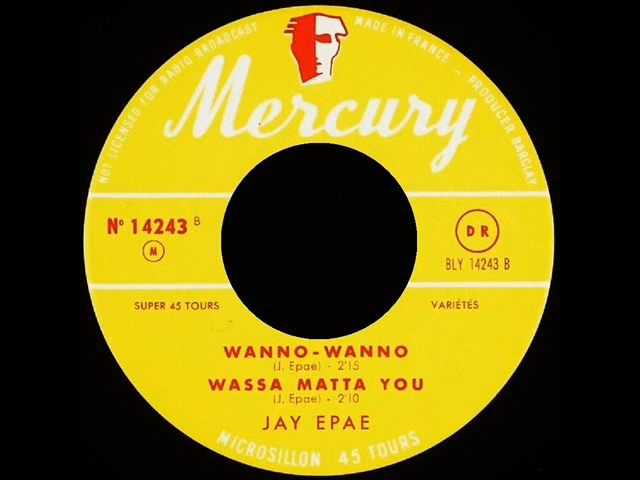 NOT LICENSED FOR RADIO BROADCAST
MADE IN FRANCE - PRODUCER BARCLAY
Mercury
Nº 14243 B
M
DR
BLY 14243 B
SUPER 45 TOURS
VARIÉTÉS
WANNO-WANNO
(J. Epae) - 2'15
WASSA MATTA YOU
(J. Epae) - 2'10
JAY EPAE
MICROSILLON 45 TOURS